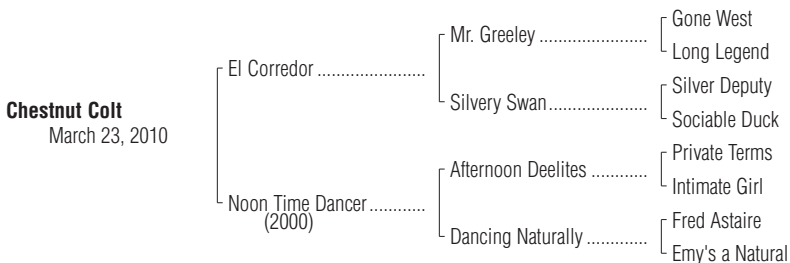 Gone West
Mr. Greeley ......................
Long Legend
El Corredor ......................
Silver Deputy
Silvery Swan....................
Sociable Duck
Chestnut Colt
March 23, 2010
Private Terms
Afternoon Deelites ............
Intimate Girl
Noon Time Dancer............
(2000)
Fred Astaire
Dancing Naturally .............
Emy's a Natural